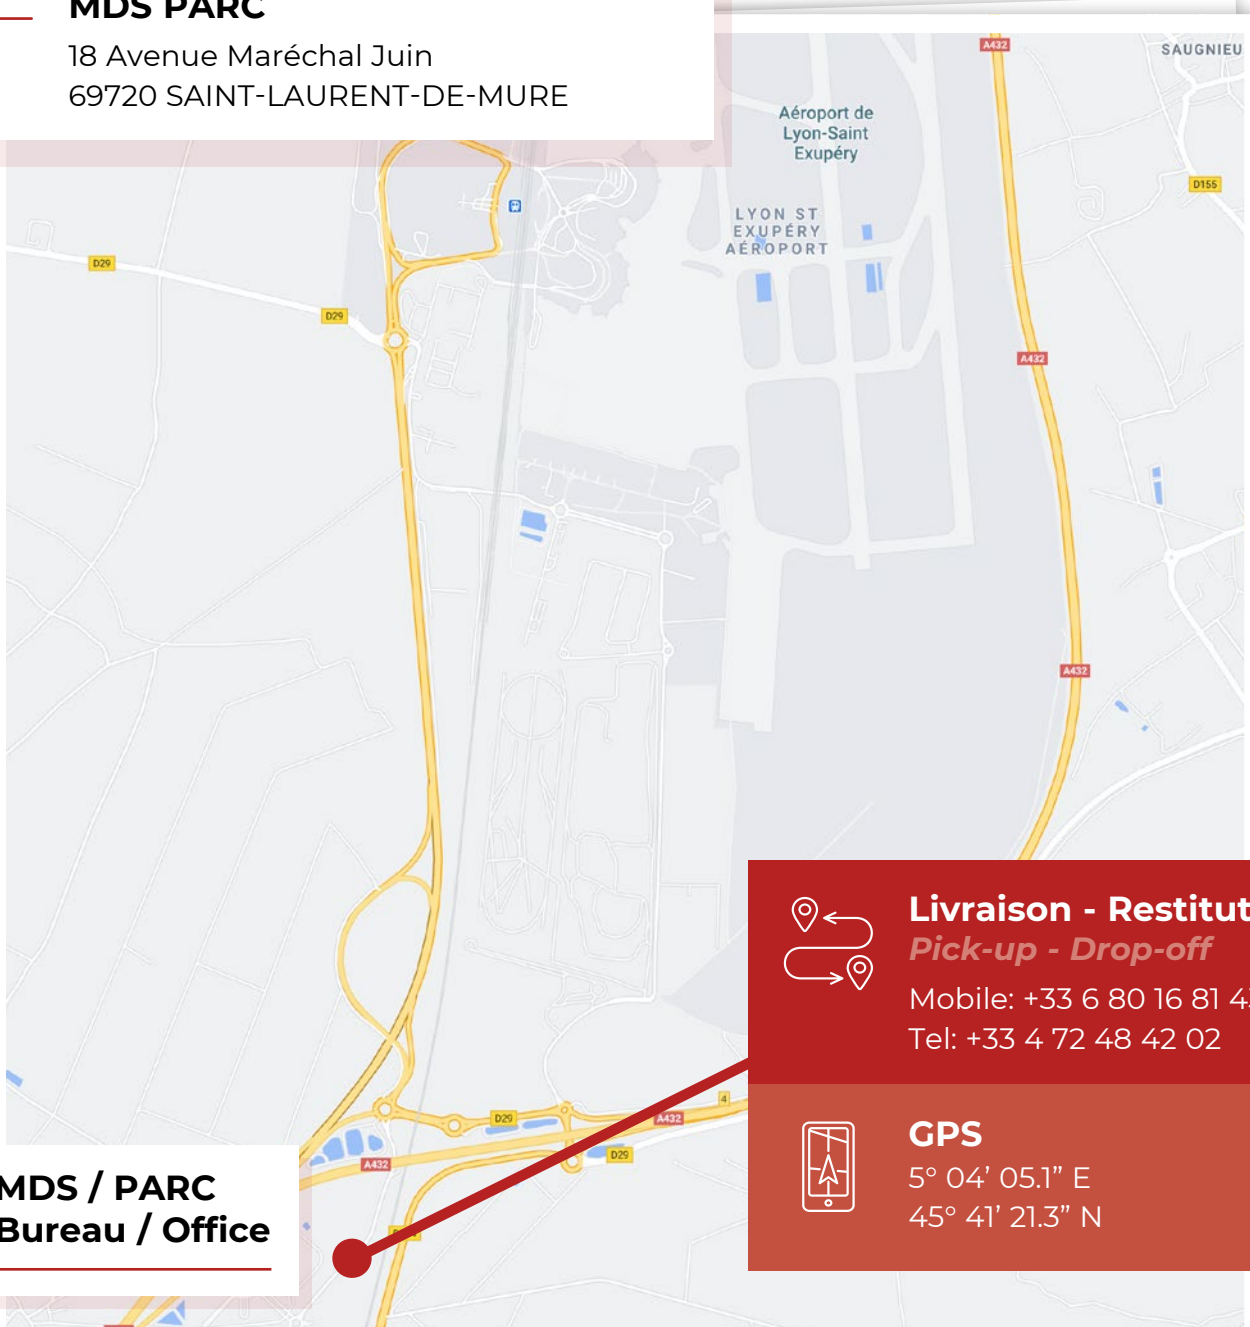 MDS PARC
18 Avenue Maréchal Juin
69720 SAINT-LAURENT-DE-MURE
A432
SAUGNIEU
Aéroport de
Lyon-Saint
Exupéry
D155
LYON ST
EXUPÉRY
AÉROPORT
D29
D29
A432
A432
Livraison - Restitut
Pick-up - Drop-off
Mobile: +33 6 80 16 81 43
Tel: +33 4 72 48 42 02
4
D29
A432
GPS
5° 04’ 05.1” E
45° 41’ 21.3” N
D29
A432
MDS / PARC
Bureau / Office